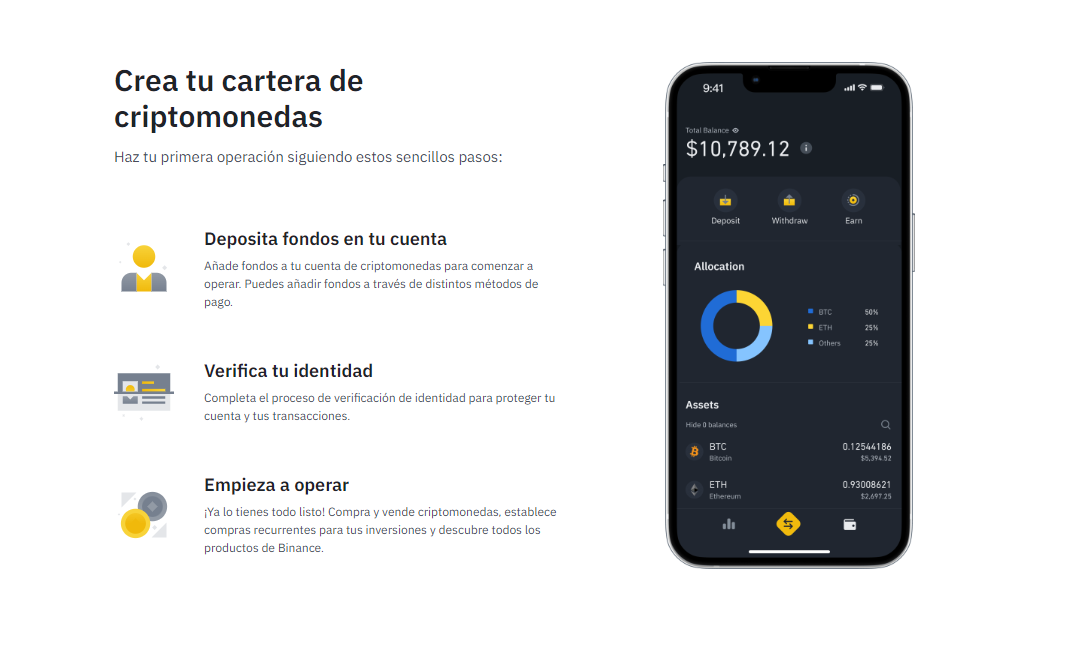 Crea tu cartera de
criptomonedas
Haz tu primera operación siguiendo estos sencillos pasos:
Deposita fondos en tu cuenta
Añade fondos a tu cuenta de criptomonedas para comenzar a
operar. Puedes añadir fondos a través de distintos métodos de
pago.
Verifica tu identidad
Completa el proceso de verificación de identidad para proteger tu
cuenta y tus transacciones.
Empieza a operar
¡Ya lo tienes todo listo! Compra y vende criptomonedas, establece
compras recurrentes para tus inversiones y descubre todos los
productos de Binance.
9:41
Total Balance
$10,789.12
Deposit Withdraw Earn
Allocation
BTC 50%
ETH 25%
Others 25%
Assets
Hide 0 balances
BTC 0.12544186
Bitcoin $5,394.52
ETH 0.93008621
Ethereum $2,697.25